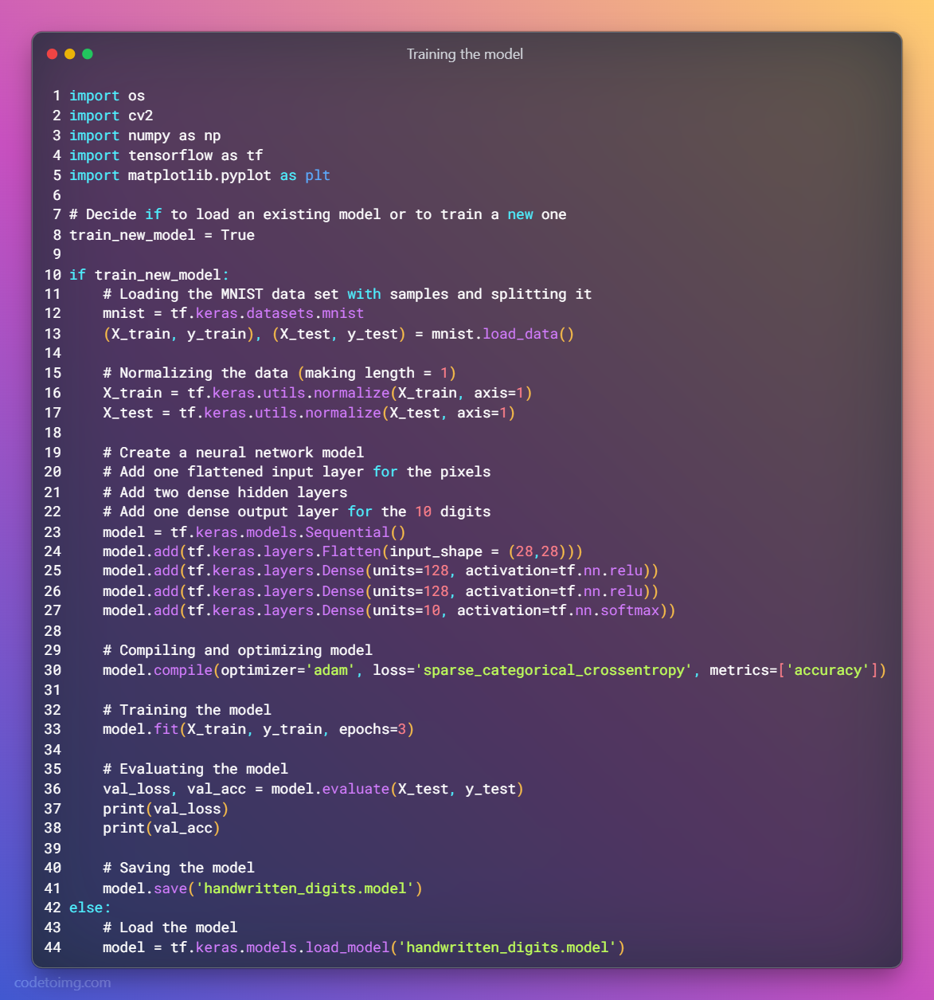 Training the model
1 import os
2 import cv2
3 import numpy as np
4 import tensorflow as tf
5 import matplotlib.pyplot as plt
6
7 # Decide if to load an existing model or to train a new one
8 train_new_model = True
9
10 if train_new_model:
11     # Loading the MNIST data set with samples and splitting it
12     mnist = tf.keras.datasets.mnist
13     (X_train, y_train), (X_test, y_test) = mnist.load_data()
14
15     # Normalizing the data (making length = 1)
16     X_train = tf.keras.utils.normalize(X_train, axis=1)
17     X_test = tf.keras.utils.normalize(X_test, axis=1)
18
19     # Create a neural network model
20     # Add one flattened input layer for the pixels
21     # Add two dense hidden layers
22     # Add one dense output layer for the 10 digits
23     model = tf.keras.models.Sequential()
24     model.add(tf.keras.layers.Flatten(input_shape = (28,28)))
25     model.add(tf.keras.layers.Dense(units=128, activation=tf.nn.relu))
26     model.add(tf.keras.layers.Dense(units=128, activation=tf.nn.relu))
27     model.add(tf.keras.layers.Dense(units=10, activation=tf.nn.softmax))
28
29     # Compiling and optimizing model
30     model.compile(optimizer='adam', loss='sparse_categorical_crossentropy', metrics=['accuracy'])
31
32     # Training the model
33     model.fit(X_train, y_train, epochs=3)
34
35     # Evaluating the model
36     val_loss, val_acc = model.evaluate(X_test, y_test)
37     print(val_loss)
38     print(val_acc)
39
40     # Saving the model
41     model.save('handwritten_digits.model')
42 else:
43     # Load the model
44     model = tf.keras.models.load_model('handwritten_digits.model')
codetoimg.com